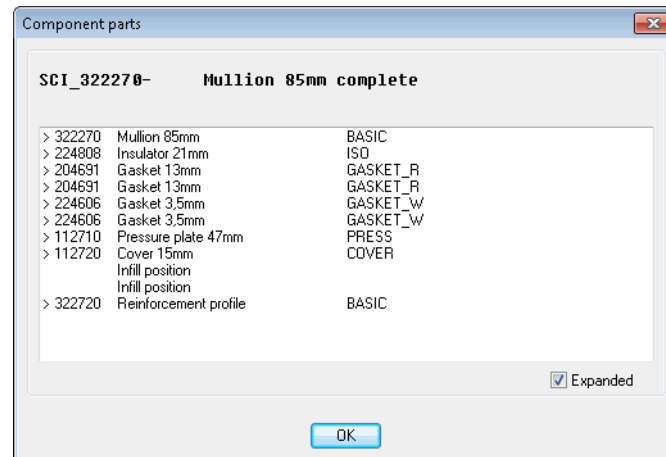 Component parts
SCI_322270- Mullion 85mm complete
> 322270 Mullion 85mm BASIC
> 224808 Insulator 21mm ISO
> 204691 Gasket 13mm GASKET_R
> 204691 Gasket 13mm GASKET_R
> 224606 Gasket 3,5mm GASKET_W
> 224606 Gasket 3,5mm GASKET_W
> 112710 Pressure plate 47mm PRESS
> 112720 Cover 15mm COVER
Infill position
Infill position
> 322720 Reinforcement profile BASIC
Expanded
OK